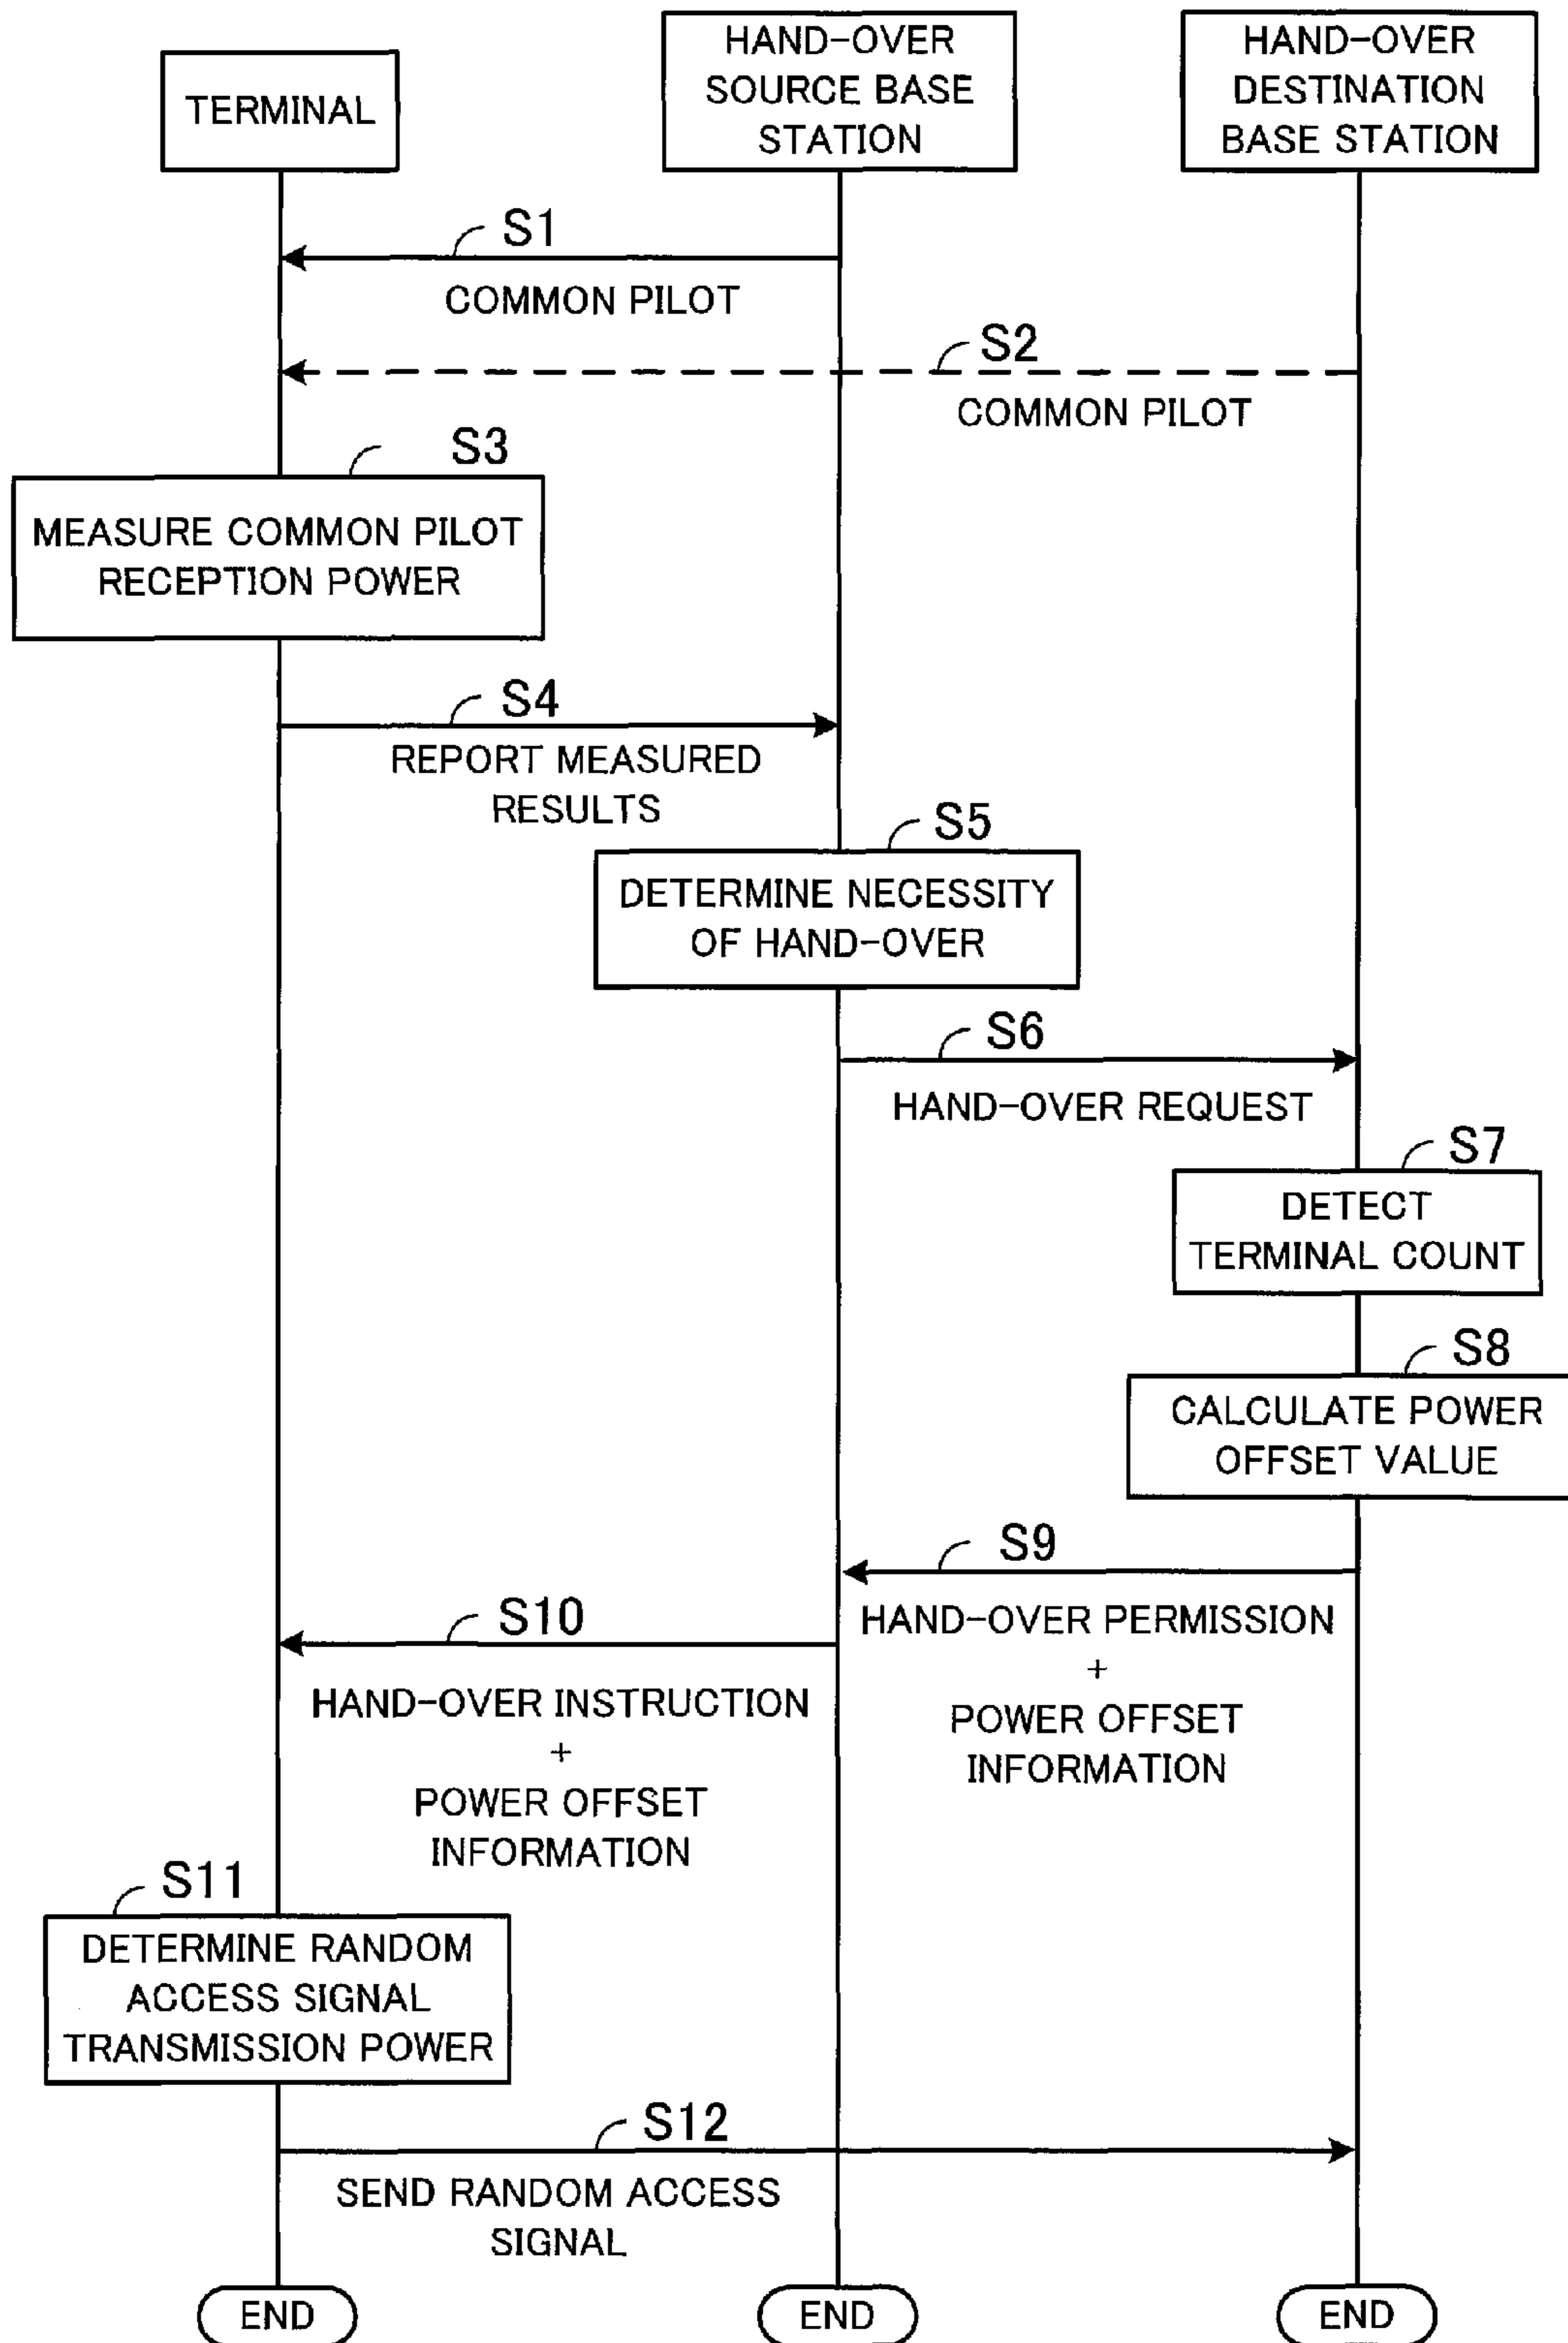 TERMINAL
HAND-OVER
SOURCE BASE
STATION
HAND-OVER
DESTINATION
BASE STATION
S1
COMMON PILOT
S2
COMMON PILOT
S3
MEASURE COMMON PILOT
RECEPTION POWER
S4
REPORT MEASURED
RESULTS
S5
DETERMINE NECESSITY
OF HAND-OVER
S6
HAND-OVER REQUEST
S7
DETECT
TERMINAL COUNT
S8
CALCULATE POWER
OFFSET VALUE
S9
HAND-OVER PERMISSION
+
POWER OFFSET
INFORMATION
S10
HAND-OVER INSTRUCTION
+
POWER OFFSET
INFORMATION
S11
DETERMINE RANDOM
ACCESS SIGNAL
TRANSMISSION POWER
S12
SEND RANDOM ACCESS
SIGNAL
END
END
END